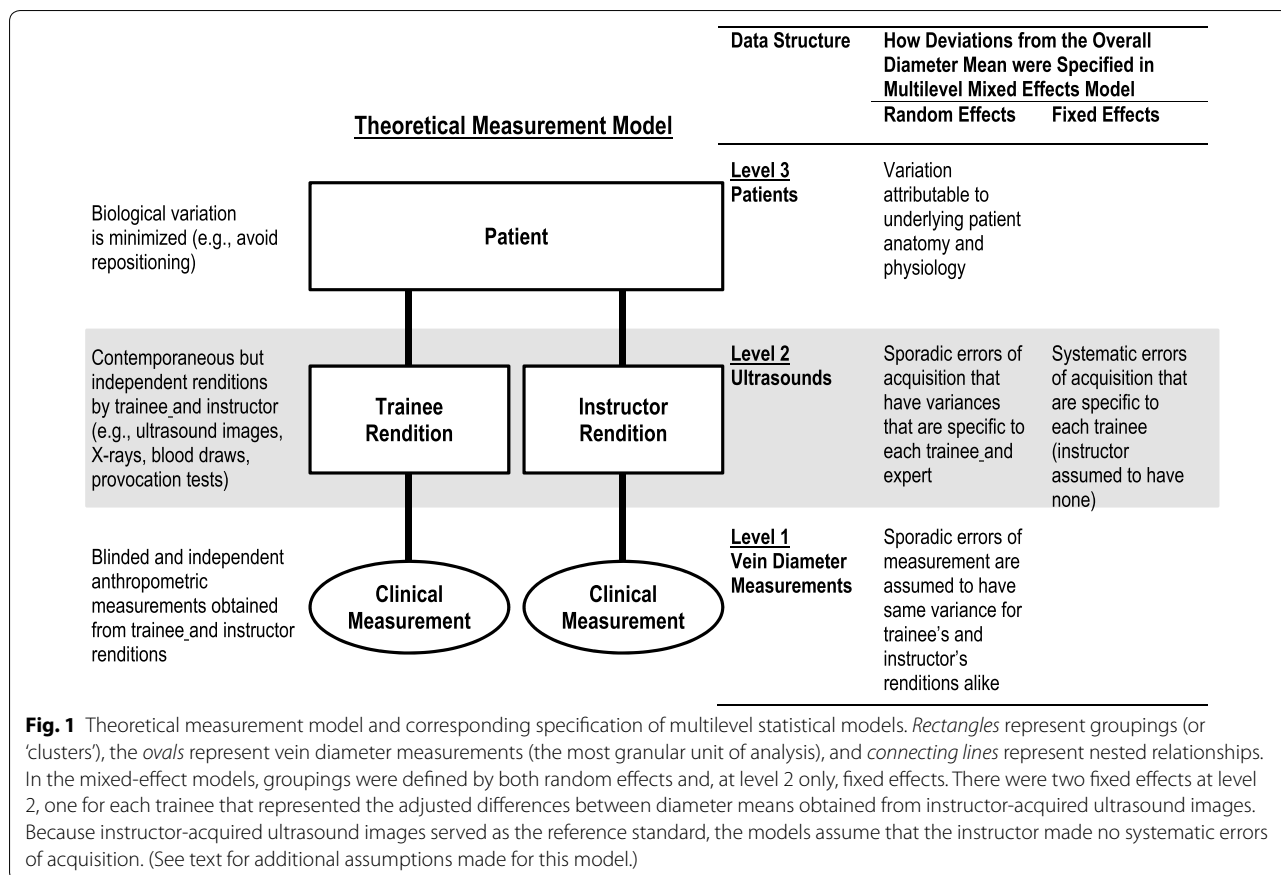 Data Structure
How Deviations from the Overall
Diameter Mean were Specified in
Multilevel Mixed Effects Model
Random Effects
Fixed Effects
Theoretical Measurement Model
Biological variation
is minimized (e.g., avoid
repositioning)
Patient
Level 3
Patients
Variation
attributable to
underlying patient
anatomy and
physiology
Contemporaneous but
independent renditions
by trainee and instructor
(e.g., ultrasound images,
X-rays, blood draws,
provocation tests)
Trainee
Rendition
Instructor
Rendition
Level 2
Ultrasounds
Sporadic errors of
acquisition that
have variances
that are specific to
each trainee and
expert
Systematic errors
of acquisition that
are specific to
each trainee
(instructor
assumed to have
none)
Blinded and independent
anthropometric
measurements obtained
from trainee and instructor
renditions
Clinical
Measurement
Clinical
Measurement
Level 1
Vein Diameter
Measurements
Sporadic errors of
measurement are
assumed to have
same variance for
trainee's and
instructor's
renditions alike
Fig. 1 Theoretical measurement model and corresponding specification of multilevel statistical models. Rectangles represent groupings (or
‘clusters’), the ovals represent vein diameter measurements (the most granular unit of analysis), and connecting lines represent nested relationships.
In the mixed-effect models, groupings were defined by both random effects and, at level 2 only, fixed effects. There were two fixed effects at level
2, one for each trainee that represented the adjusted differences between diameter means obtained from instructor-acquired ultrasound images.
Because instructor-acquired ultrasound images served as the reference standard, the models assume that the instructor made no systematic errors
of acquisition. (See text for additional assumptions made for this model.)